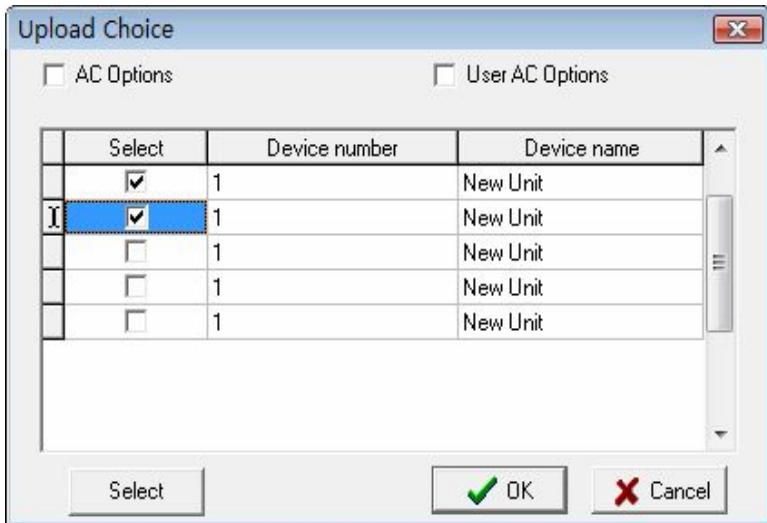 Upload Choice
AC Options User AC Options
Select Device number Device name
1 New Unit
1 New Unit
1 New Unit
1 New Unit
1 New Unit
Select OK Cancel